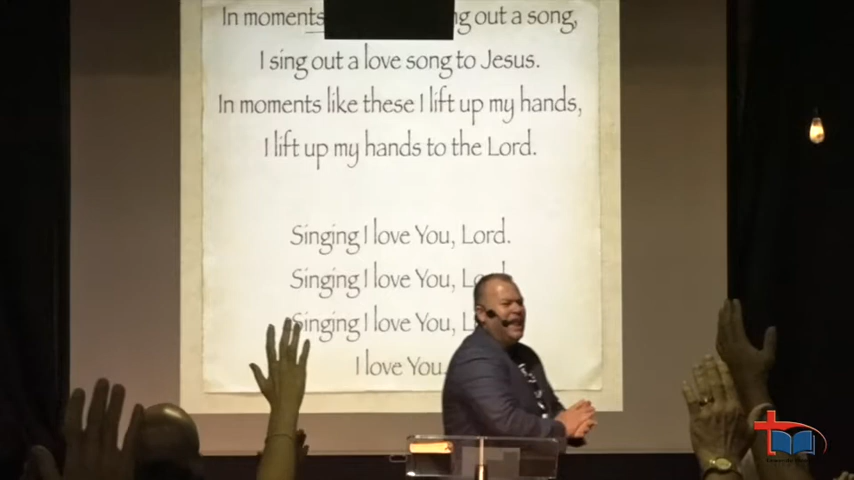 In moments ng out a song,
I sing out a love song to Jesus.
In moments like these I lift up my hands,
I lift up my hands to the Lord.
Singing I love You, Lord.
Singing I love You,
Singing I love You,
I love You